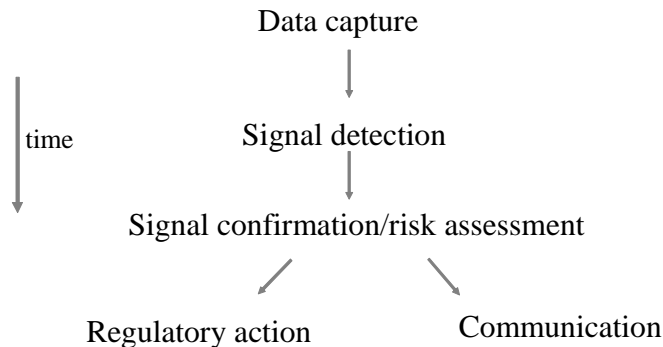 Data capture
Signal detection
time
Signal confirmation/risk assessment
Regulatory action
Communication